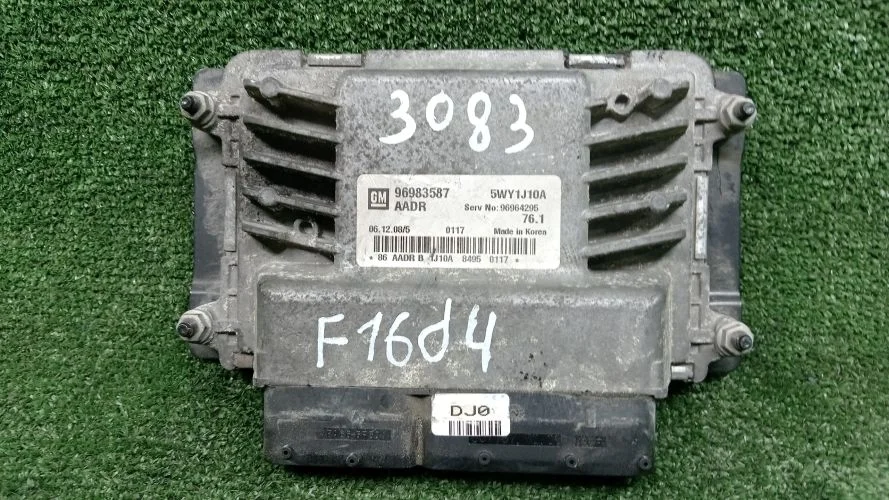 3083
GM 96983587 5WY1J10A
AADR Serv No: 96964295
76.1
06.12.08/5 0117 Made in Korea
* 86 AADR B 1J10A 8495 0117 *
F16d4
DJ0